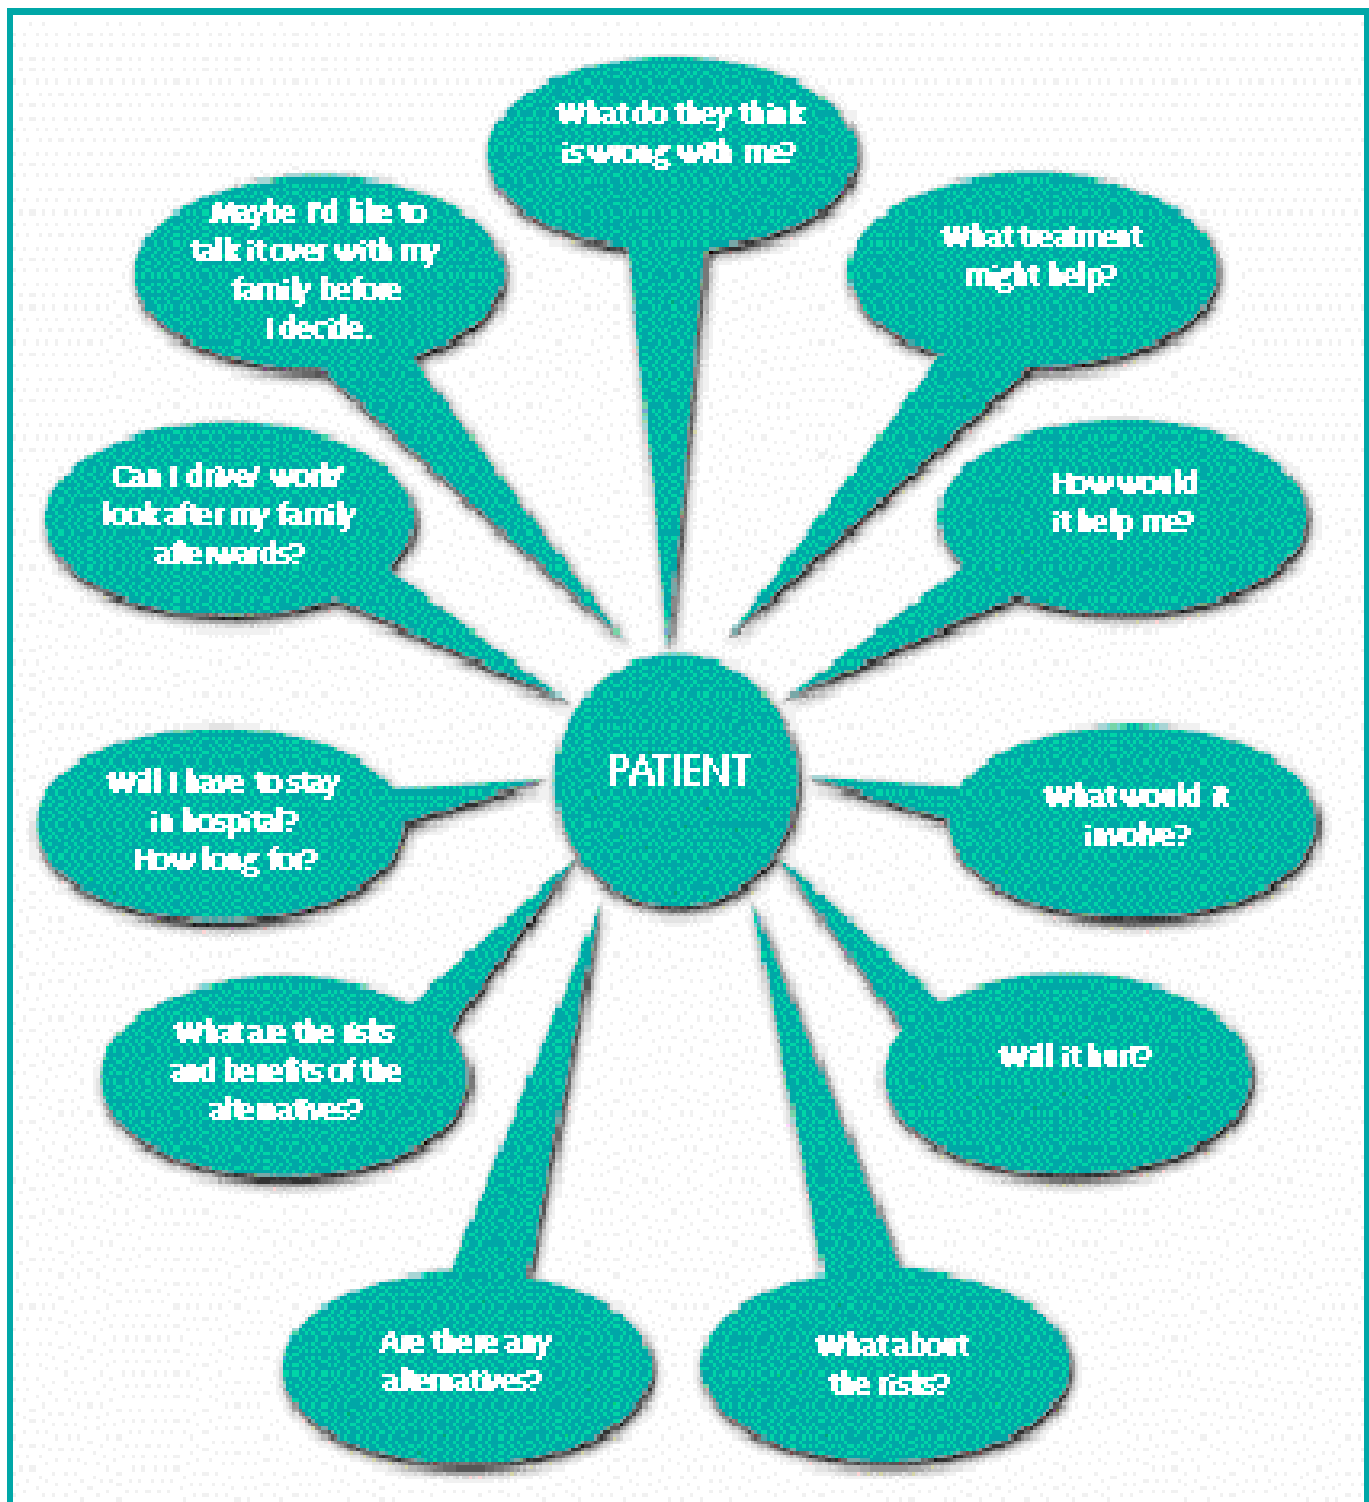 What do they think
is wrong with me?
What treatment
might help?
How would
it help me?
What would it
involve?
Will it hurt?
What about
the risks?
Are there any
alternatives?
What are the risks
and benefits of the
alternatives?
Will I have to stay
in hospital?
How long for?
Can I drive/ work/
look after my family
afterwards?
Maybe I'd like to
talk it over with my
family before
I decide.
PATIENT